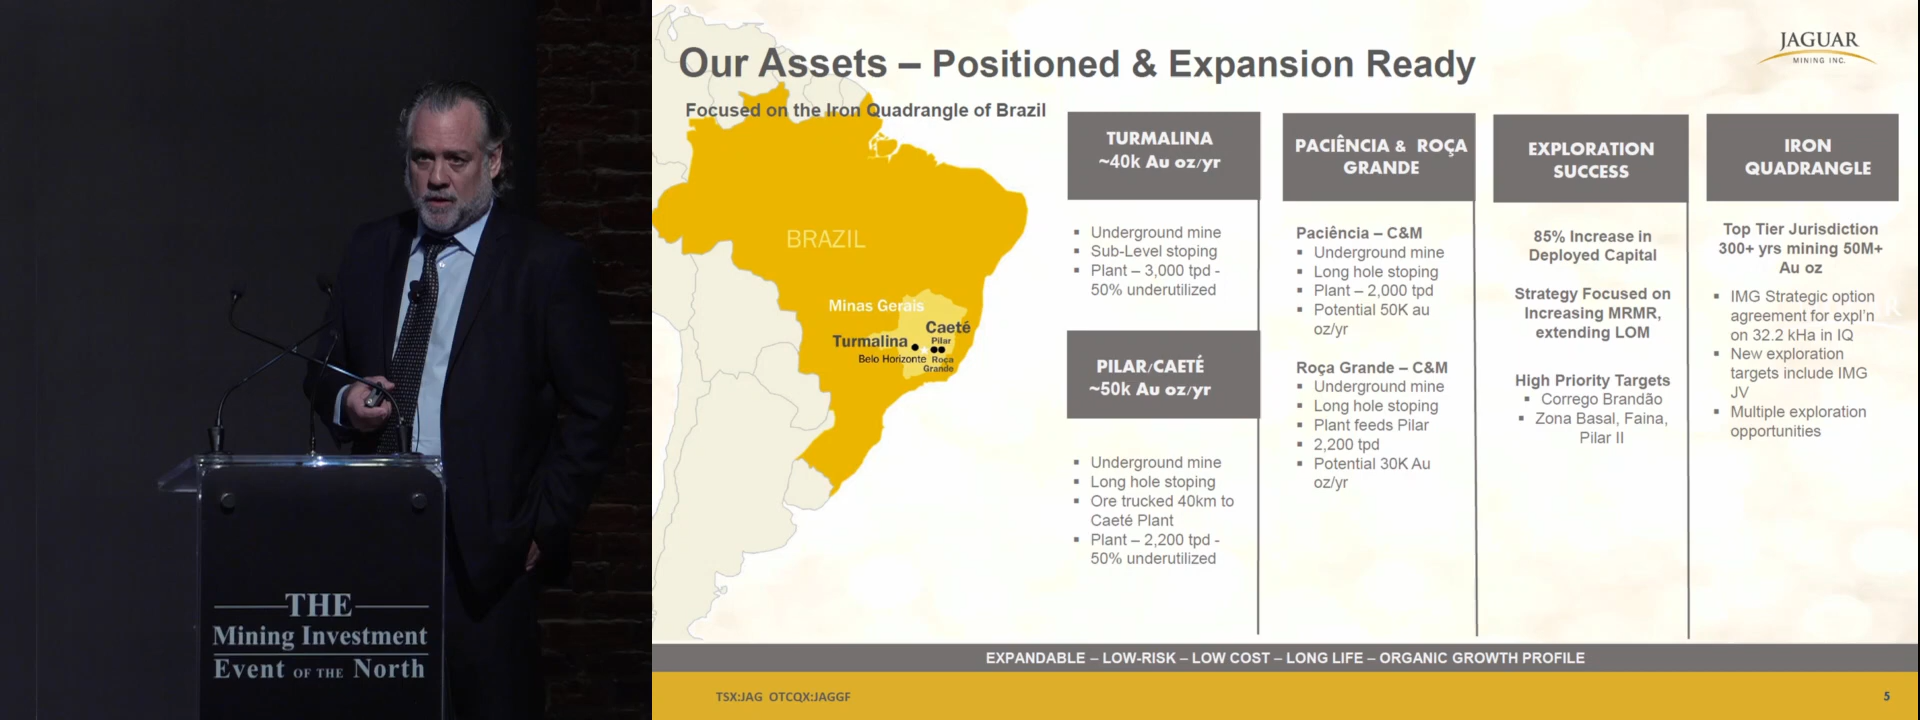 THE
Mining Investment
Event OF THE North
Our Assets – Positioned & Expansion Ready
JAGUAR
MINING INC.
Focused on the Iron Quadrangle of Brazil
BRAZIL
Minas Gerais
Caeté
Turmalina
Pilar
Belo Horizonte
Roça
Grande
TURMALINA
~40k Au oz/yr
▪ Underground mine
▪ Sub-Level stoping
▪ Plant – 3,000 tpd -
50% underutilized
PILAR/CAETÉ
~50k Au oz/yr
▪ Underground mine
▪ Long hole stoping
▪ Ore trucked 40km to
Caeté Plant
▪ Plant – 2,200 tpd -
50% underutilized
PACIÊNCIA & ROÇA
GRANDE
Paciência – C&M
▪ Underground mine
▪ Long hole stoping
▪ Plant – 2,000 tpd
▪ Potential 50K au
oz/yr
Roça Grande – C&M
▪ Underground mine
▪ Long hole stoping
▪ Plant feeds Pilar
▪ 2,200 tpd
▪ Potential 30K Au
oz/yr
EXPLORATION
SUCCESS
85% Increase in
Deployed Capital
Strategy Focused on
Increasing MRMR,
extending LOM
High Priority Targets
▪ Corrego Brandão
▪ Zona Basal, Faina,
Pilar II
IRON
QUADRANGLE
Top Tier Jurisdiction
300+ yrs mining 50M+
Au oz
▪ IMG Strategic option
agreement for expl'n
on 32.2 kHa in IQ
▪ New exploration
targets include IMG
JV
▪ Multiple exploration
opportunities
EXPANDABLE – LOW-RISK – LOW COST – LONG LIFE – ORGANIC GROWTH PROFILE
TSX:JAG OTCQX:JAGGF
5